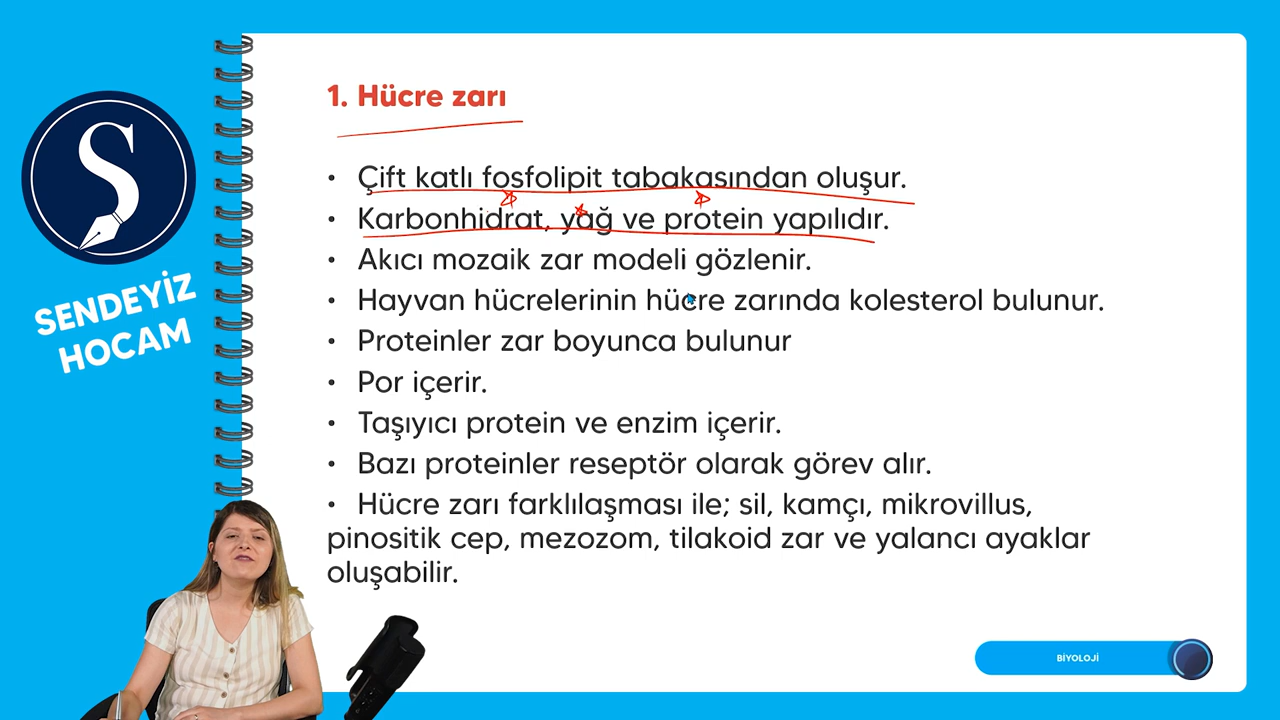 S
SENDEYİZ
HOCAM
1. Hücre zarı
• Çift katlı fosfolipit tabakasından oluşur.
• Karbonhidrat, yağ ve protein yapılıdır.
• Akıcı mozaik zar modeli gözlenir.
• Hayvan hücrelerinin hücre zarında kolesterol bulunur.
• Proteinler zar boyunca bulunur
• Por içerir.
• Taşıyıcı protein ve enzim içerir.
• Bazı proteinler reseptör olarak görev alır.
• Hücre zarı farklılaşması ile; sil, kamçı, mikrovillus,
pinositik cep, mezozom, tilakoid zar ve yalancı ayaklar
oluşabilir.
BİYOLOJİ